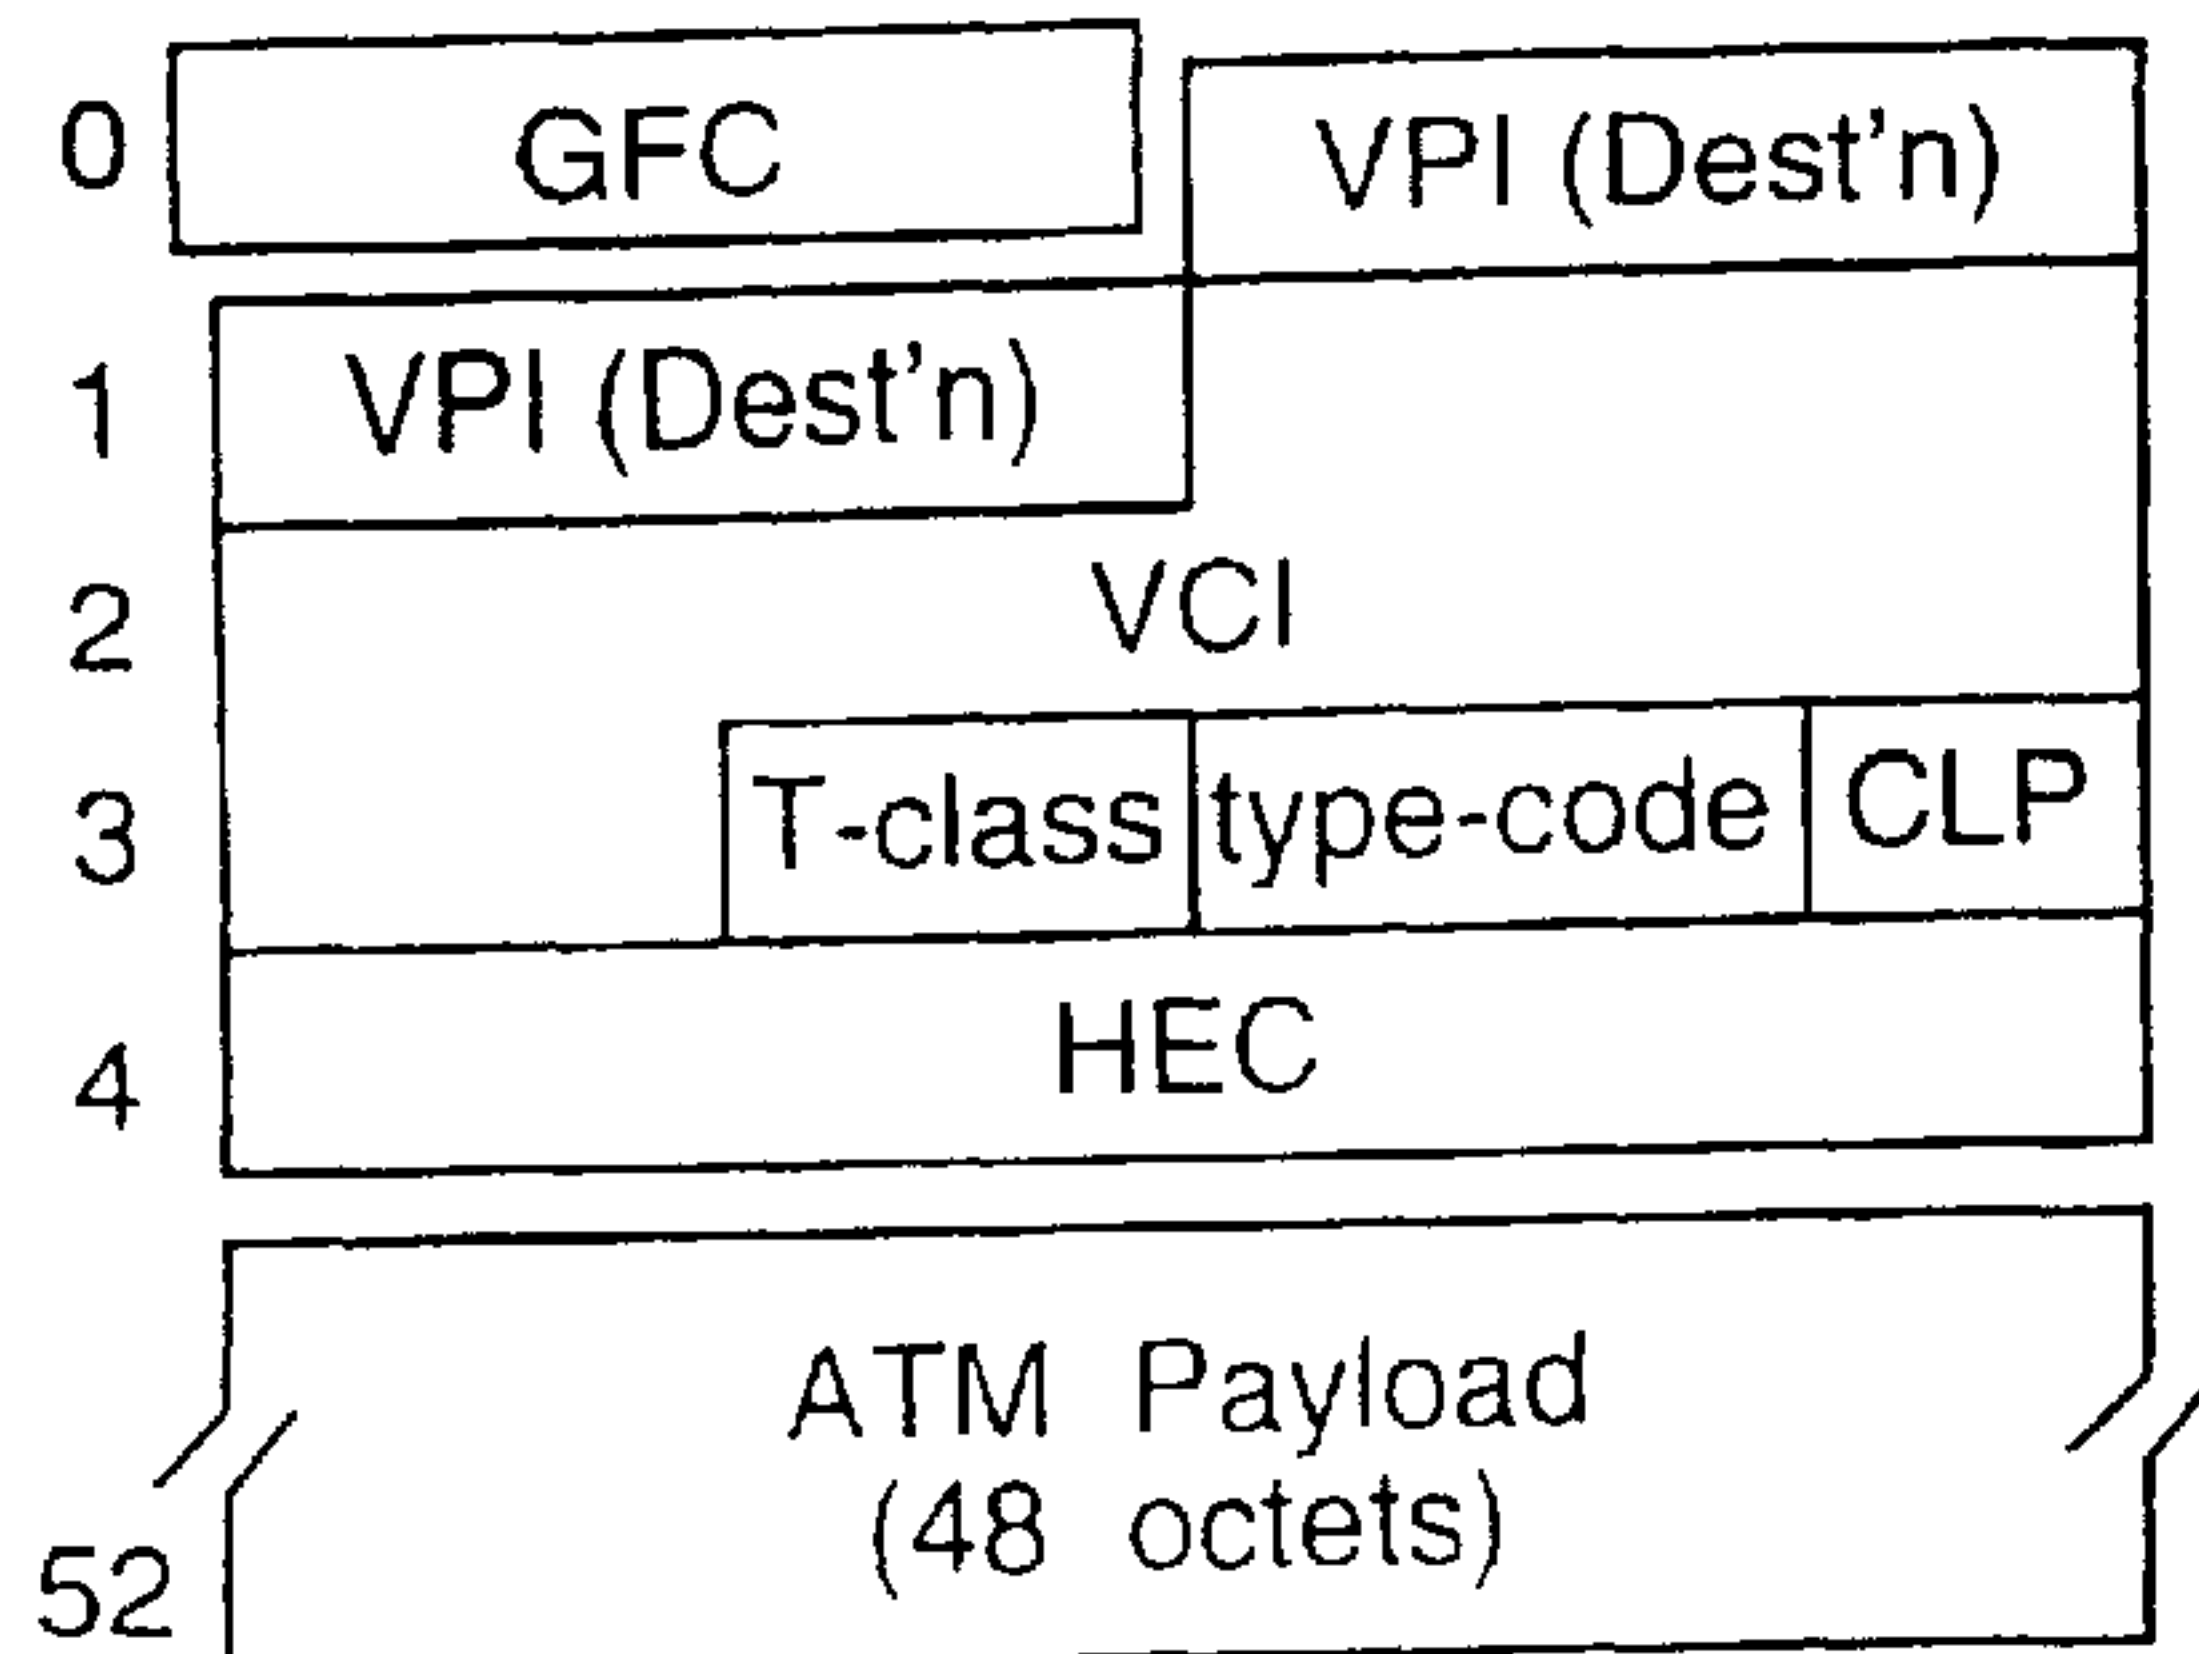 0 GFC VPI (Dest'n)
1 VPI (Dest'n)
2 VCI
3 T-class type-code CLP
4 HEC
ATM Payload
(48 octets)
52